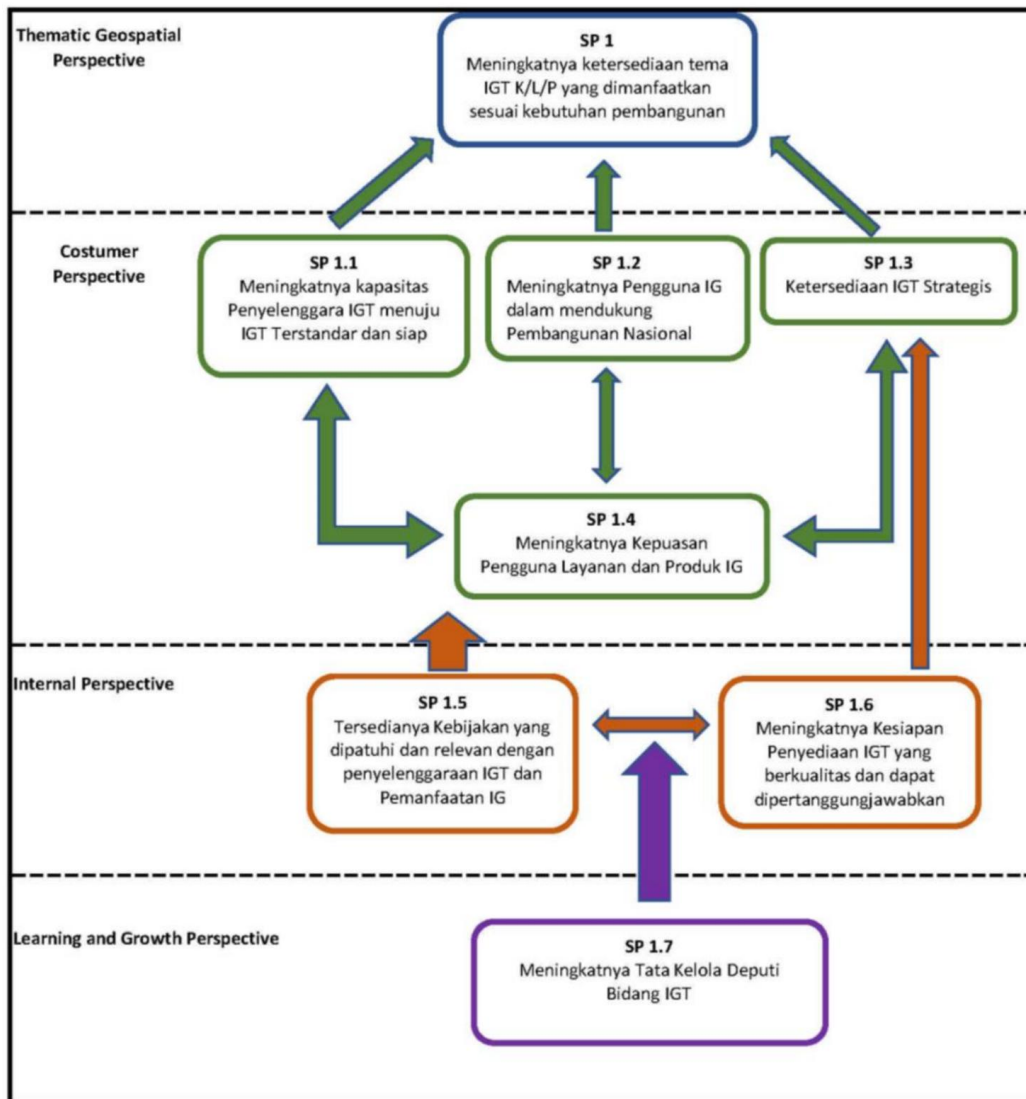 Thematic Geospatial
Perspective
SP 1
Meningkatnya ketersediaan tema
IGT K/L/P yang dimanfaatkan
sesuai kebutuhan pembangunan
Costumer
Perspective
SP 1.1
Meningkatnya kapasitas
Penyelenggara IGT menuju
IGT Terstandar dan siap
SP 1.2
Meningkatnya Pengguna IG
dalam mendukung
Pembangunan Nasional
SP 1.3
Ketersediaan IGT Strategis
SP 1.4
Meningkatnya Kepuasan
Pengguna Layanan dan Produk IG
Internal Perspective
SP 1.5
Tersedianya Kebijakan yang
dipatuhi dan relevan dengan
penyelenggaraan IGT dan
Pemanfaatan IG
SP 1.6
Meningkatnya Kesiapan
Penyediaan IGT yang
berkualitas dan dapat
dipertanggungjawabkan
Learning and Growth Perspective
SP 1.7
Meningkatnya Tata Kelola Deputi
Bidang IGT